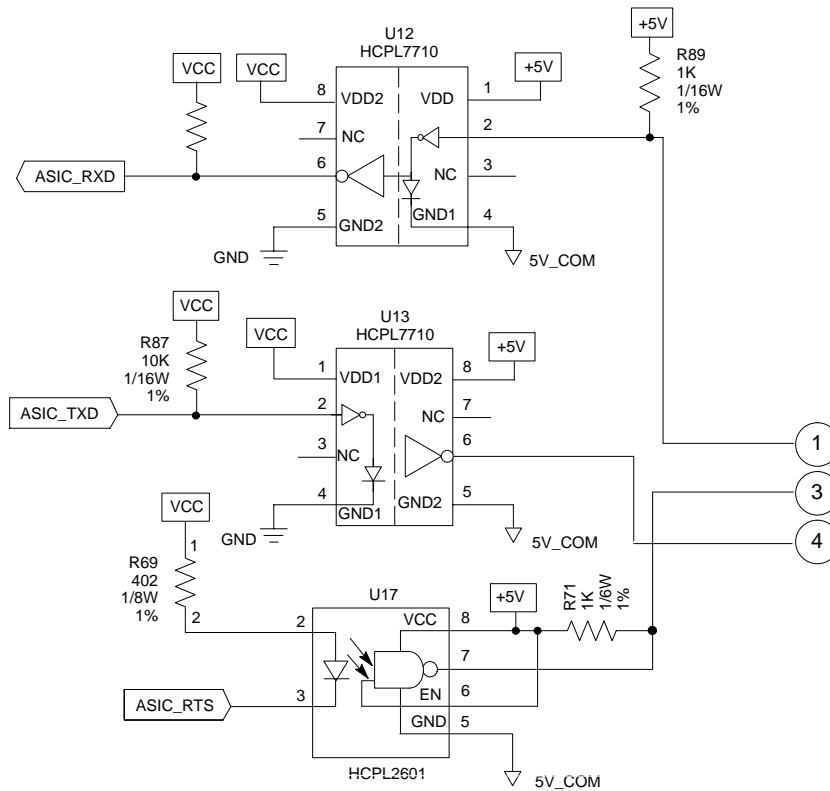 U12
HCPL7710
VCC
VCC
8
VDD2
7
NC
6
5
GND2
GND
ASIC_RXD
VDD
1
+5V
2
NC
3
GND1
4
5V_COM
+5V
R89
1K
1/16W
1%
U13
HCPL7710
VCC
R87
10K
1/16W
1%
VCC
1
VDD1
2
3
NC
4
GND1
GND
ASIC_TXD
+5V
VDD2
8
NC
7
6
GND2
5
5V_COM
1
3
4
VCC
1
R69
402
1/8W
1%
2
U17
2
3
ASIC_RTS
VCC
8
7
EN
6
GND
5
HCPL2601
+5V
R71
1K
1/6W
1%
5V_COM